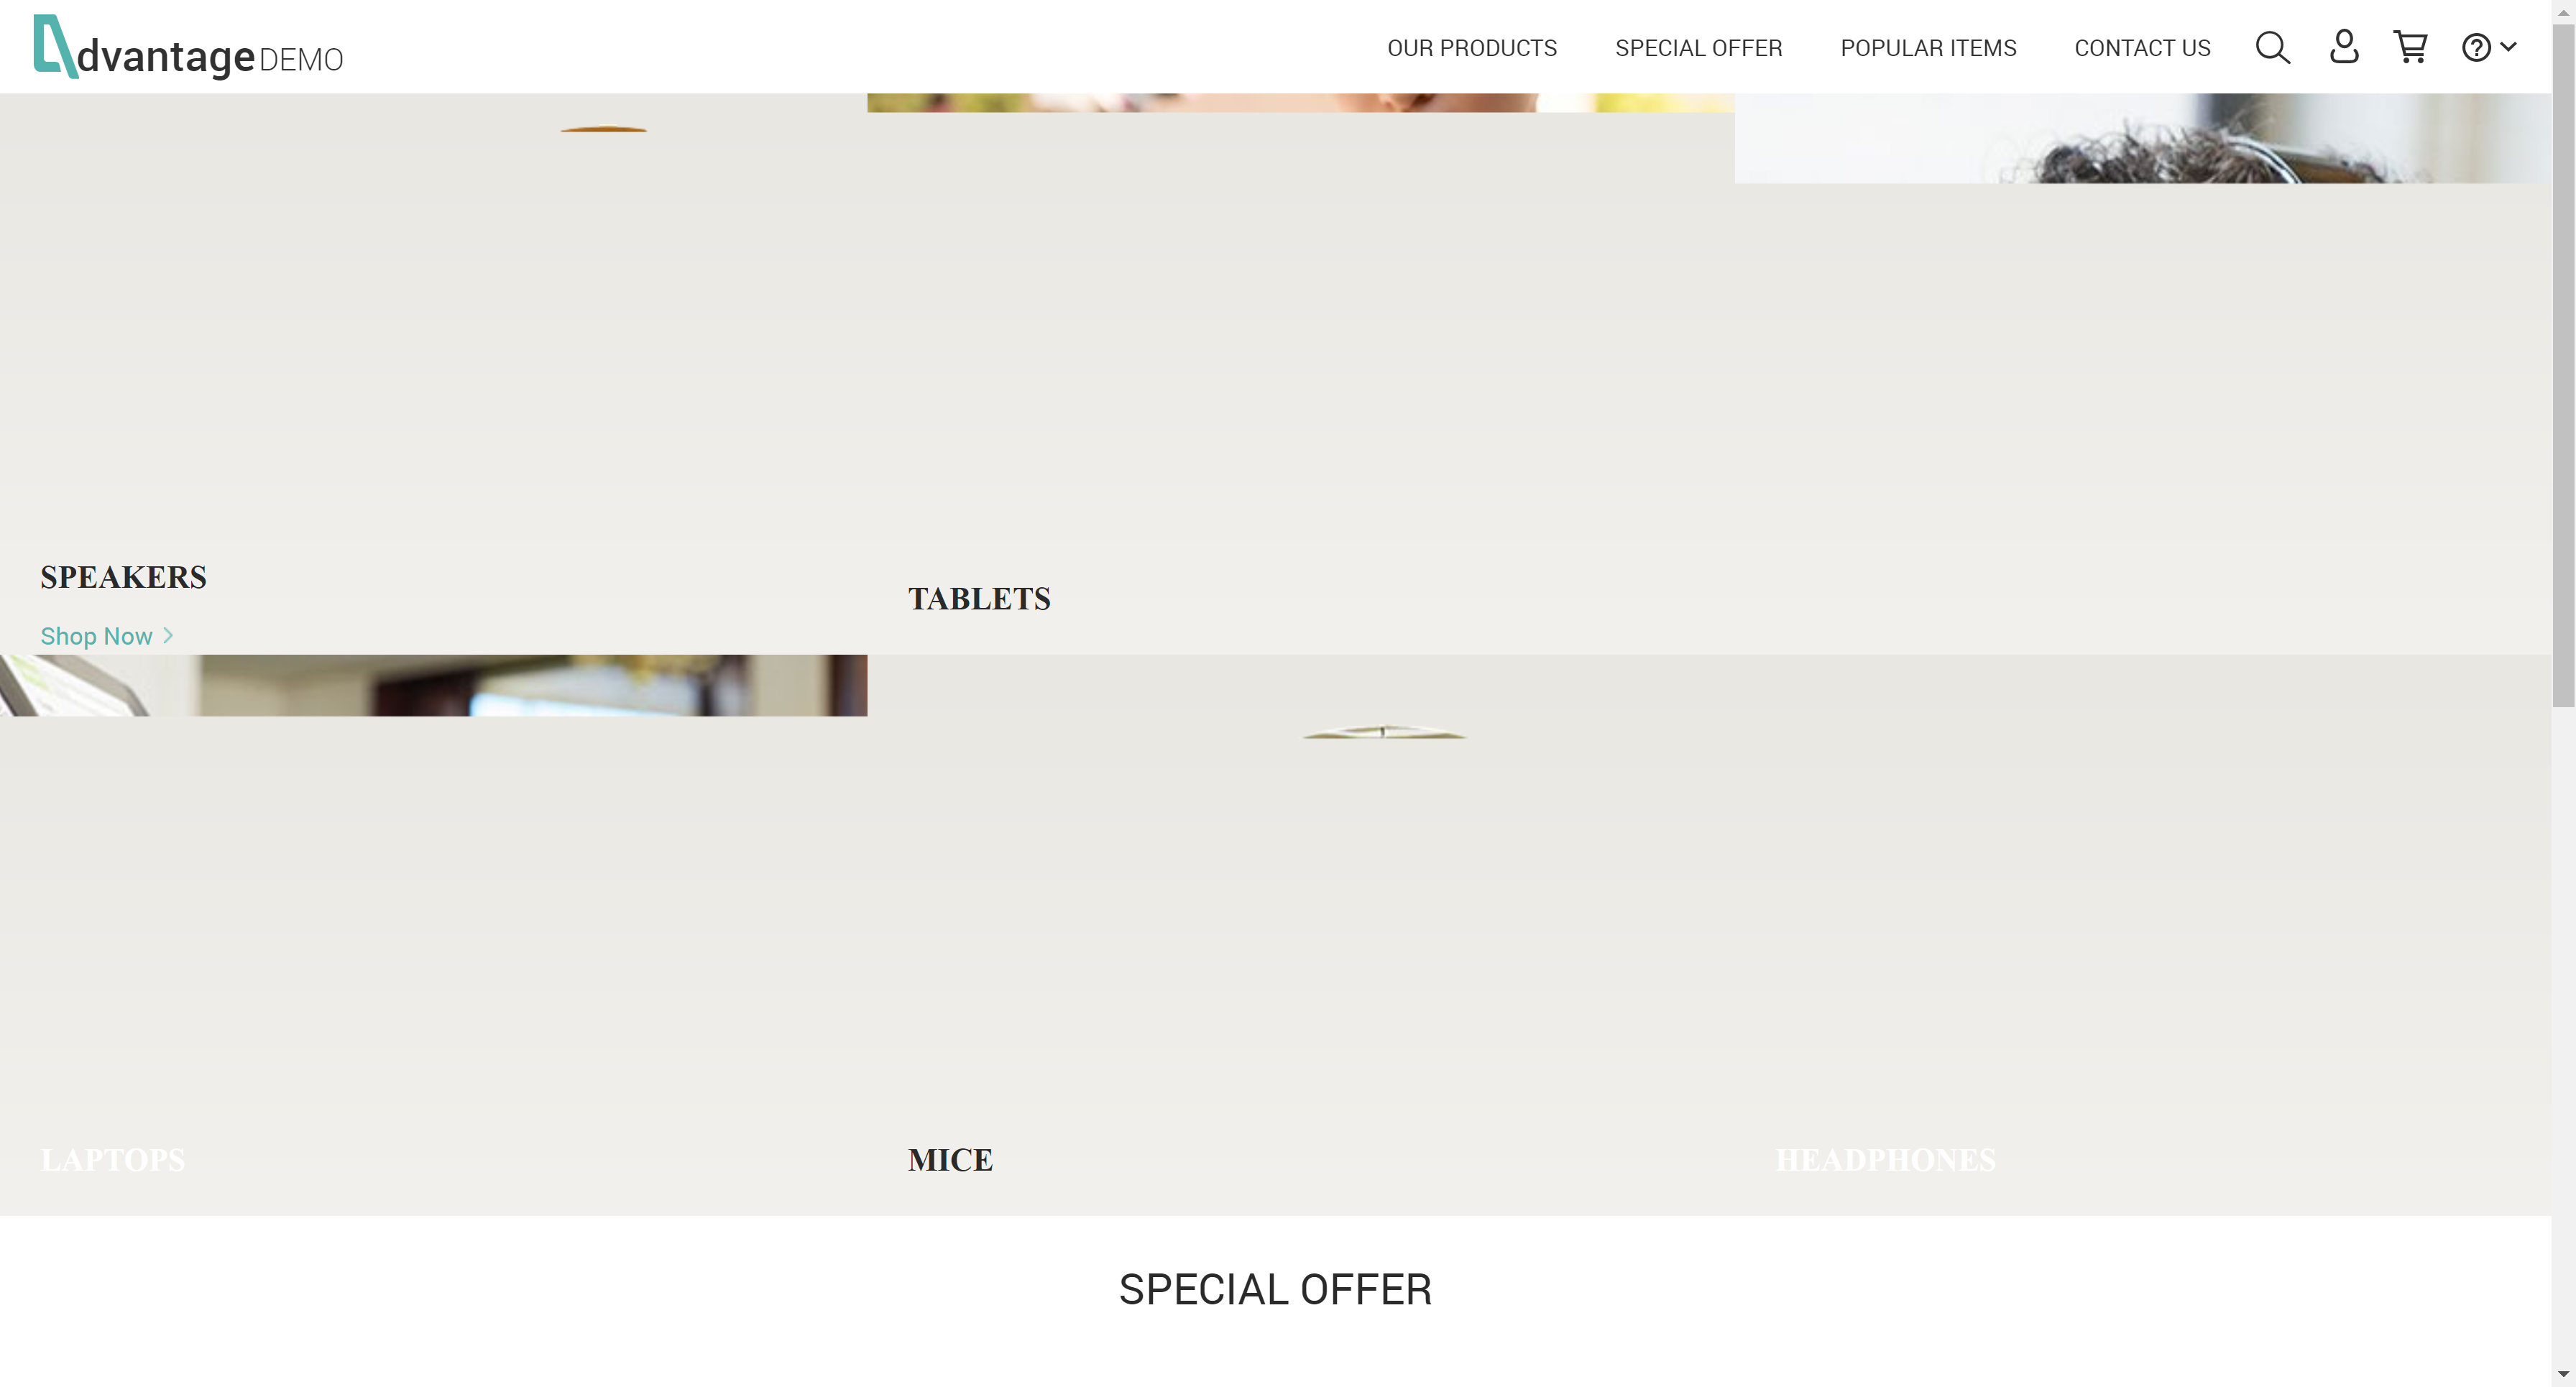 dvantage DEMO
OUR PRODUCTS
SPECIAL OFFER
POPULAR ITEMS
CONTACT US
SPEAKERS
Shop Now
TABLETS
LAPTOPS
MICE
HEADPHONES
SPECIAL OFFER